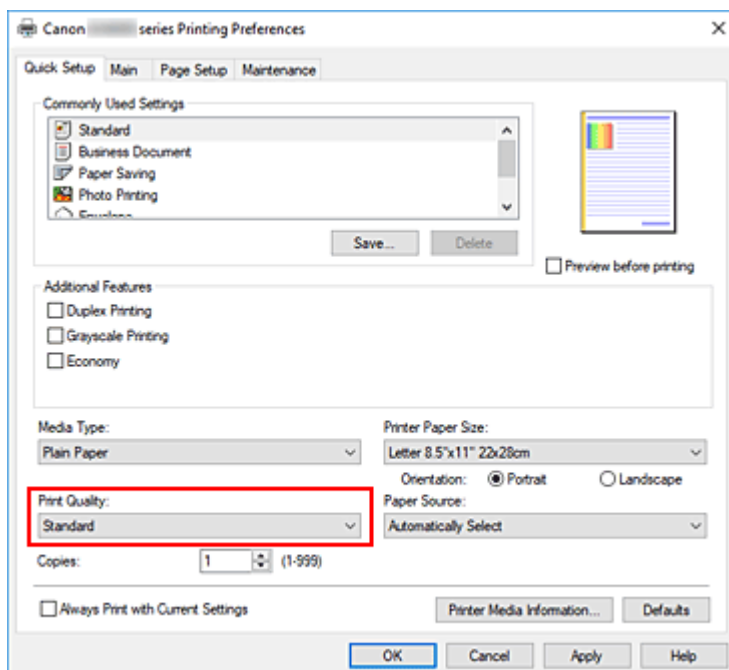 Canon series Printing Preferences
Quick Setup Main Page Setup Maintenance
Commonly Used Settings
Standard
Business Document
Paper Saving
Photo Printing
Save... Delete
Preview before printing
Additional Features
Duplex Printing
Grayscale Printing
Economy
Media Type: Printer Paper Size:
Plain Paper Letter 8.5"x11" 22x28cm
Orientation: Portrait Landscape
Print Quality: Paper Source:
Standard Automatically Select
Copies: 1 (1-999)
Always Print with Current Settings Printer Media Information... Defaults
OK Cancel Apply Help